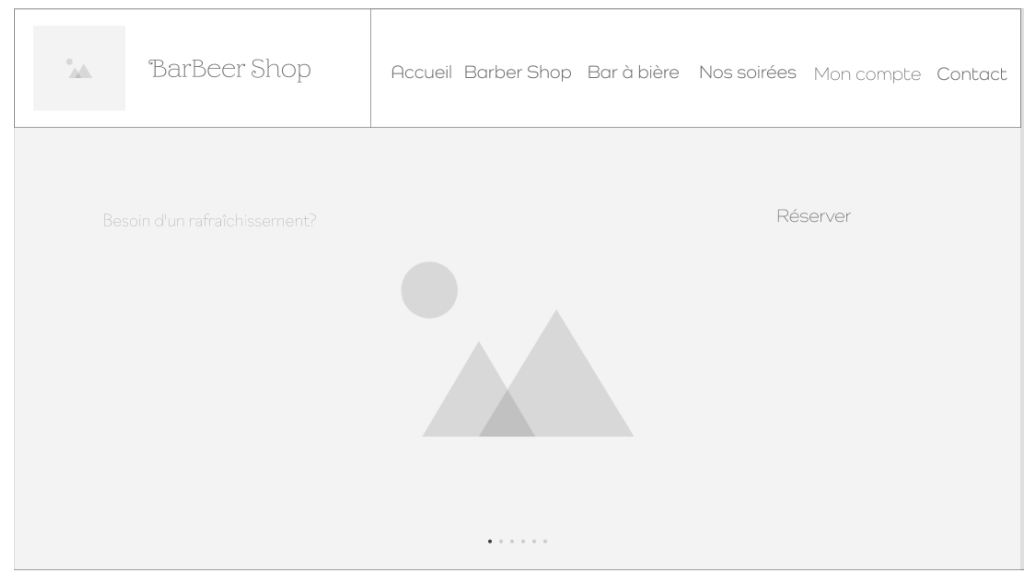 BarBeer Shop
Accueil Barber Shop Bar à bière Nos soirées Mon compte Contact
Besoin d'un rafraîchissement?
Réserver